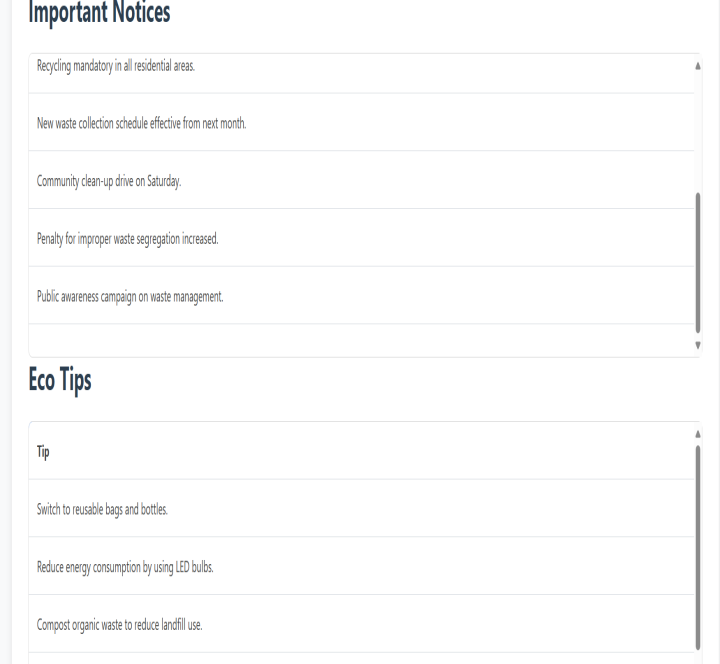 Important Notices
Recycling mandatory in all residential areas.
New waste collection schedule effective from next month.
Community clean-up drive on Saturday.
Penalty for improper waste segregation increased.
Public awareness campaign on waste management.
Eco Tips
Tip
Switch to reusable bags and bottles.
Reduce energy consumption by using LED bulbs.
Compost organic waste to reduce landfill use.